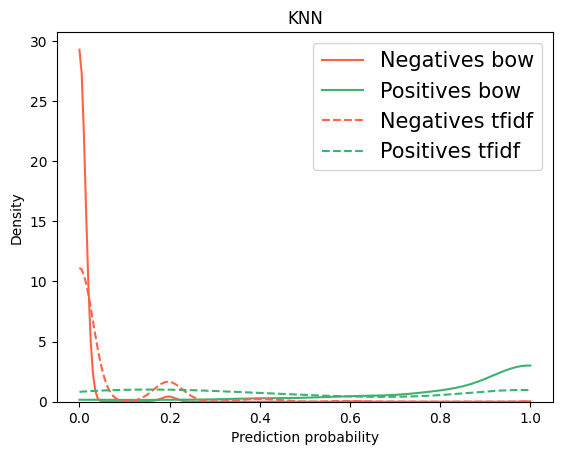 KNN
30
25
20
15
10
5
0
Density
Negatives bow
Positives bow
Negatives tfidf
Positives tfidf
0.0 0.2 0.4 0.6 0.8 1.0
Prediction probability